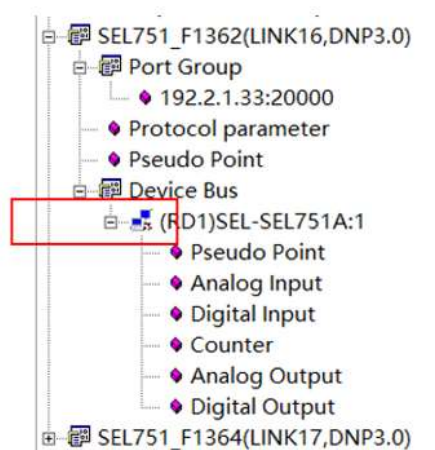 SEL751_F1362(LINK16,DNP3.0)
Port Group
192.2.1.33:20000
Protocol parameter
Pseudo Point
Device Bus
(RD1)SEL-SEL751A:1
Pseudo Point
Analog Input
Digital Input
Counter
Analog Output
Digital Output
SEL751_F1364(LINK17,DNP3.0)